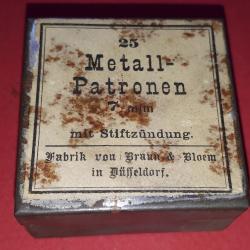 25
Metall-
Patronen
7 m/m
mit Stiftzündung.
Fabrik von Braun & Bloem
in Düsseldorf.